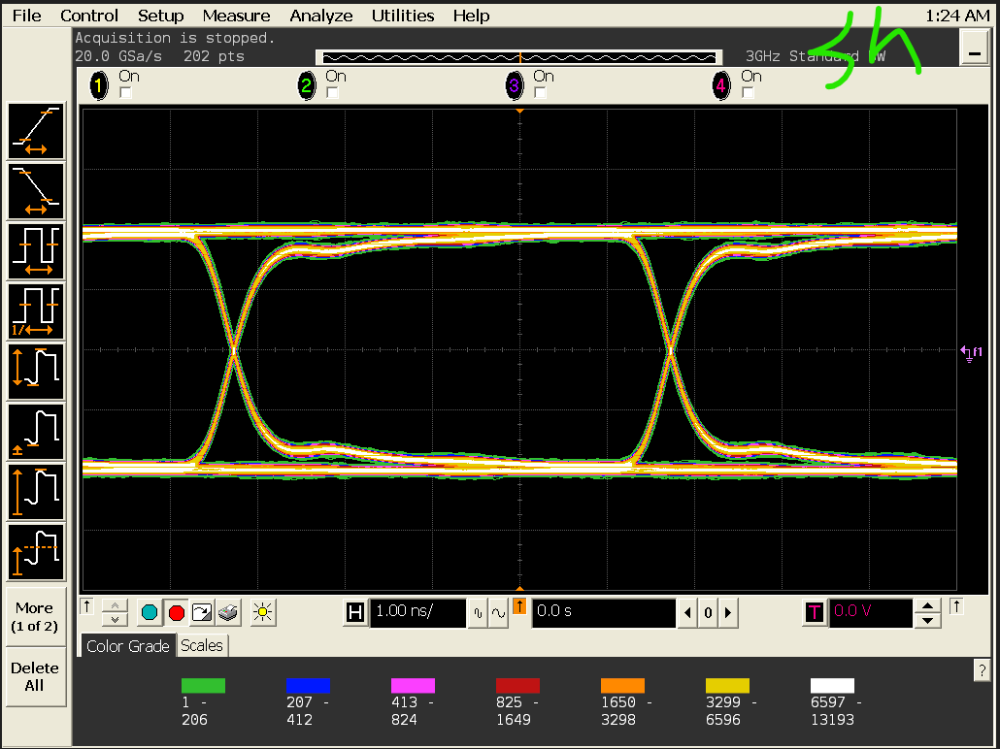 File Control Setup Measure Analyze Utilities Help 1:24 AM
Acquisition is stopped.
20.0 GSa/s 202 pts 3GHz Standard W
On On On On
1 2 3 4
f1
1/
More
(1 of 2)
Delete
All
H 1.00 ns/ 0.0 s 0 T 0.0 V
Color Grade Scales
?
1 - 207 - 413 - 825 - 1650 - 3299 - 6597 -
206 412 824 1649 3298 6596 13193